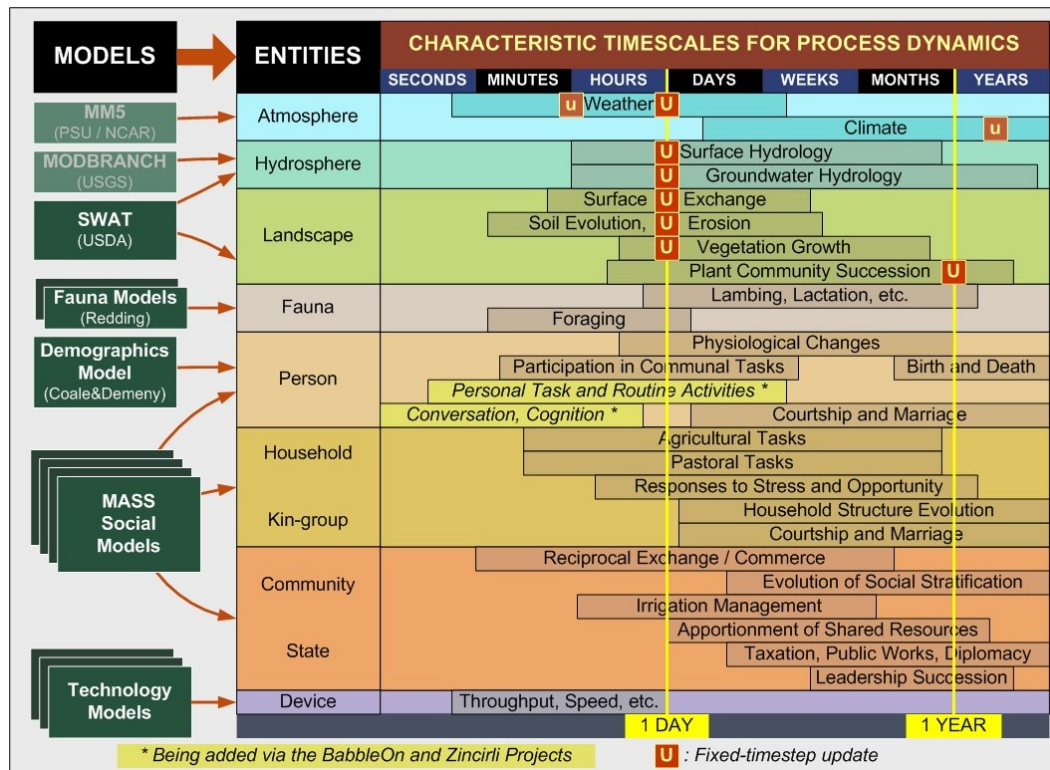 MODELS
ENTITIES
CHARACTERISTIC TIMESCALES FOR PROCESS DYNAMICS
SECONDS MINUTES HOURS DAYS WEEKS MONTHS YEARS
MM5
(PSU / NCAR)
MODBRANCH
(USGS)
SWAT
(USDA)
Fauna Models
(Redding)
Demographics
Model
(Coale&Demeny)
MASS
Social
Models
Technology
Models
Atmosphere
u Weather U
Climate u
Hydrosphere
U Surface Hydrology
U Groundwater Hydrology
Landscape
Surface U Exchange
Soil Evolution, U Erosion
U Vegetation Growth
Plant Community Succession U
Fauna
Lambing, Lactation, etc.
Foraging
Person
Physiological Changes
Participation in Communal Tasks Birth and Death
Personal Task and Routine Activities *
Conversation, Cognition * Courtship and Marriage
Household
Agricultural Tasks
Pastoral Tasks
Responses to Stress and Opportunity
Kin-group
Household Structure Evolution
Courtship and Marriage
Community
Reciprocal Exchange / Commerce
Evolution of Social Stratification
Irrigation Management
State
Apportionment of Shared Resources
Taxation, Public Works, Diplomacy
Leadership Succession
Device
Throughput, Speed, etc.
1 DAY 1 YEAR
* Being added via the BabbleOn and Zincirli Projects
U : Fixed-timestep update